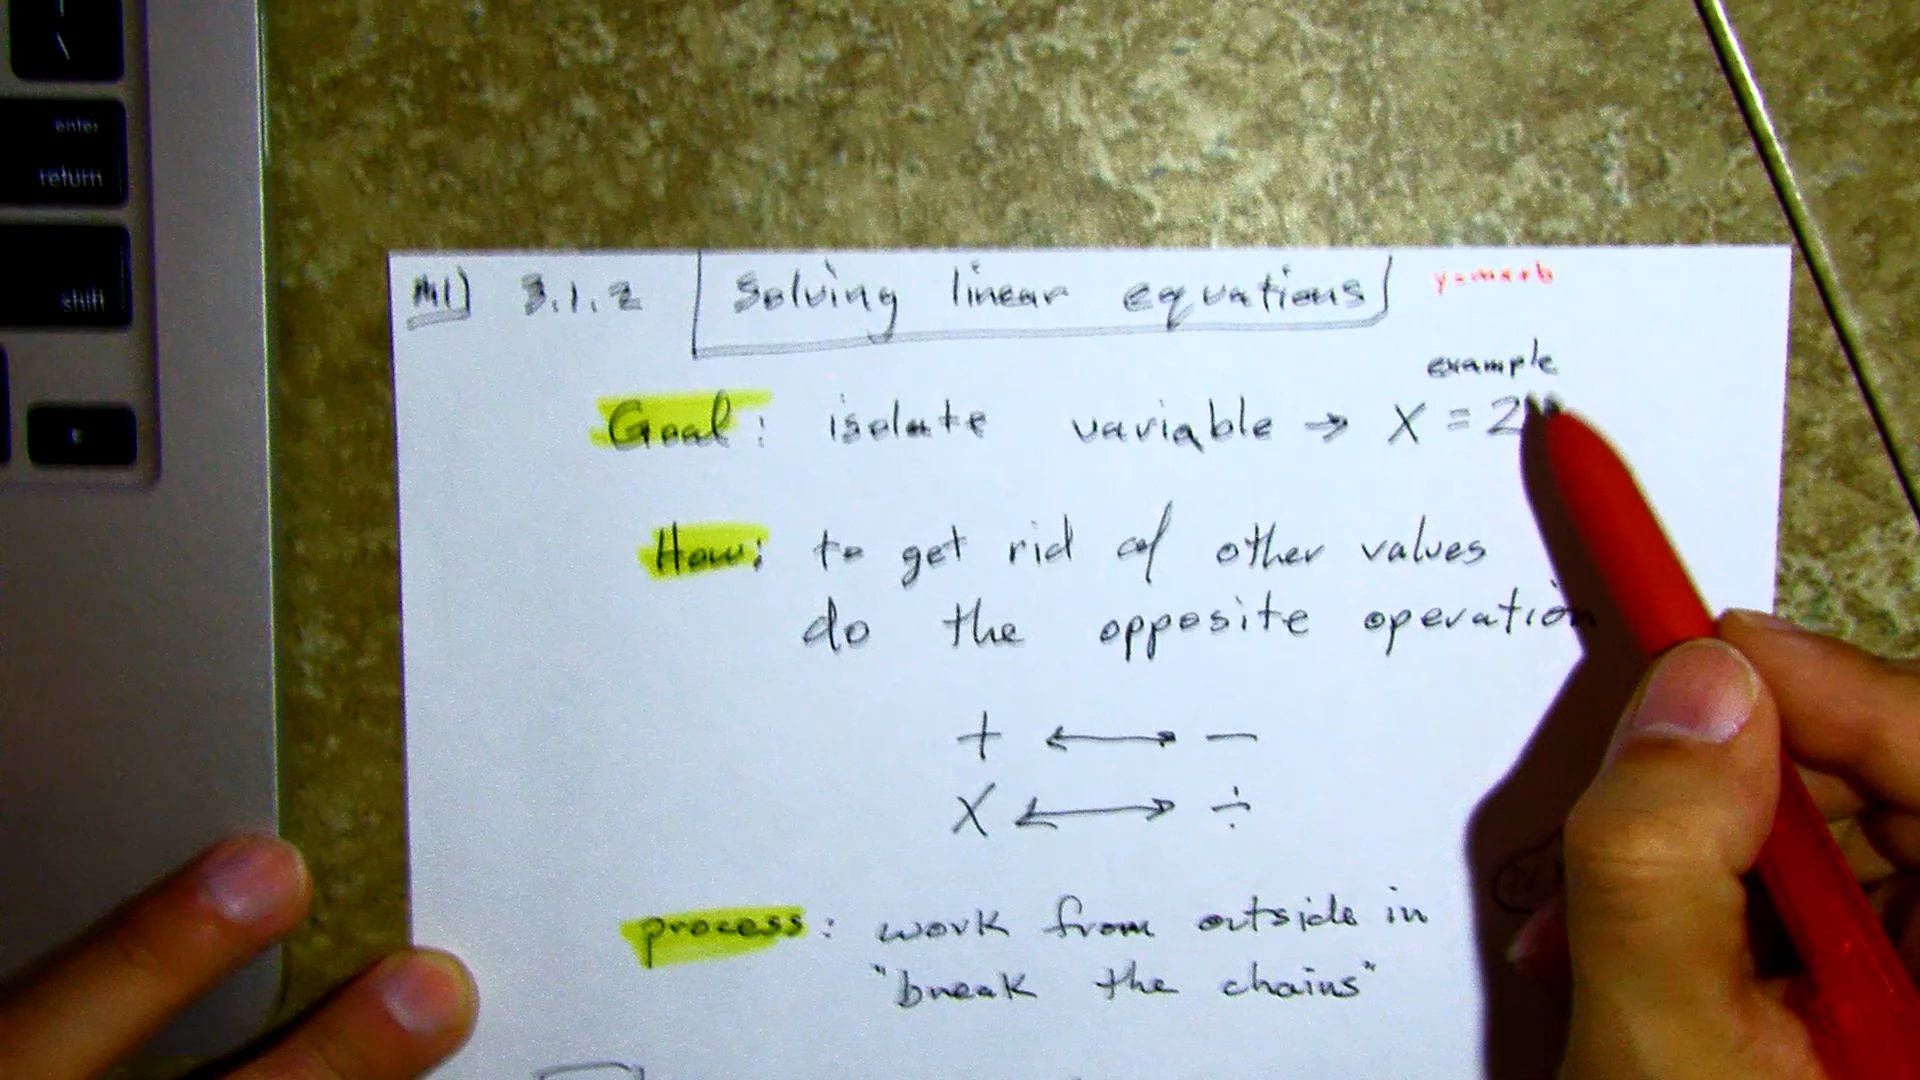 \
enter
return
shift
M1) 3.1.2 Solving linear equations y=mx+b
example
Goal: isolate variable → X = 2
How: to get rid of other values
do the opposite operation
+ ↔ −
X ↔ ÷
process: work from outside in
"break the chains"